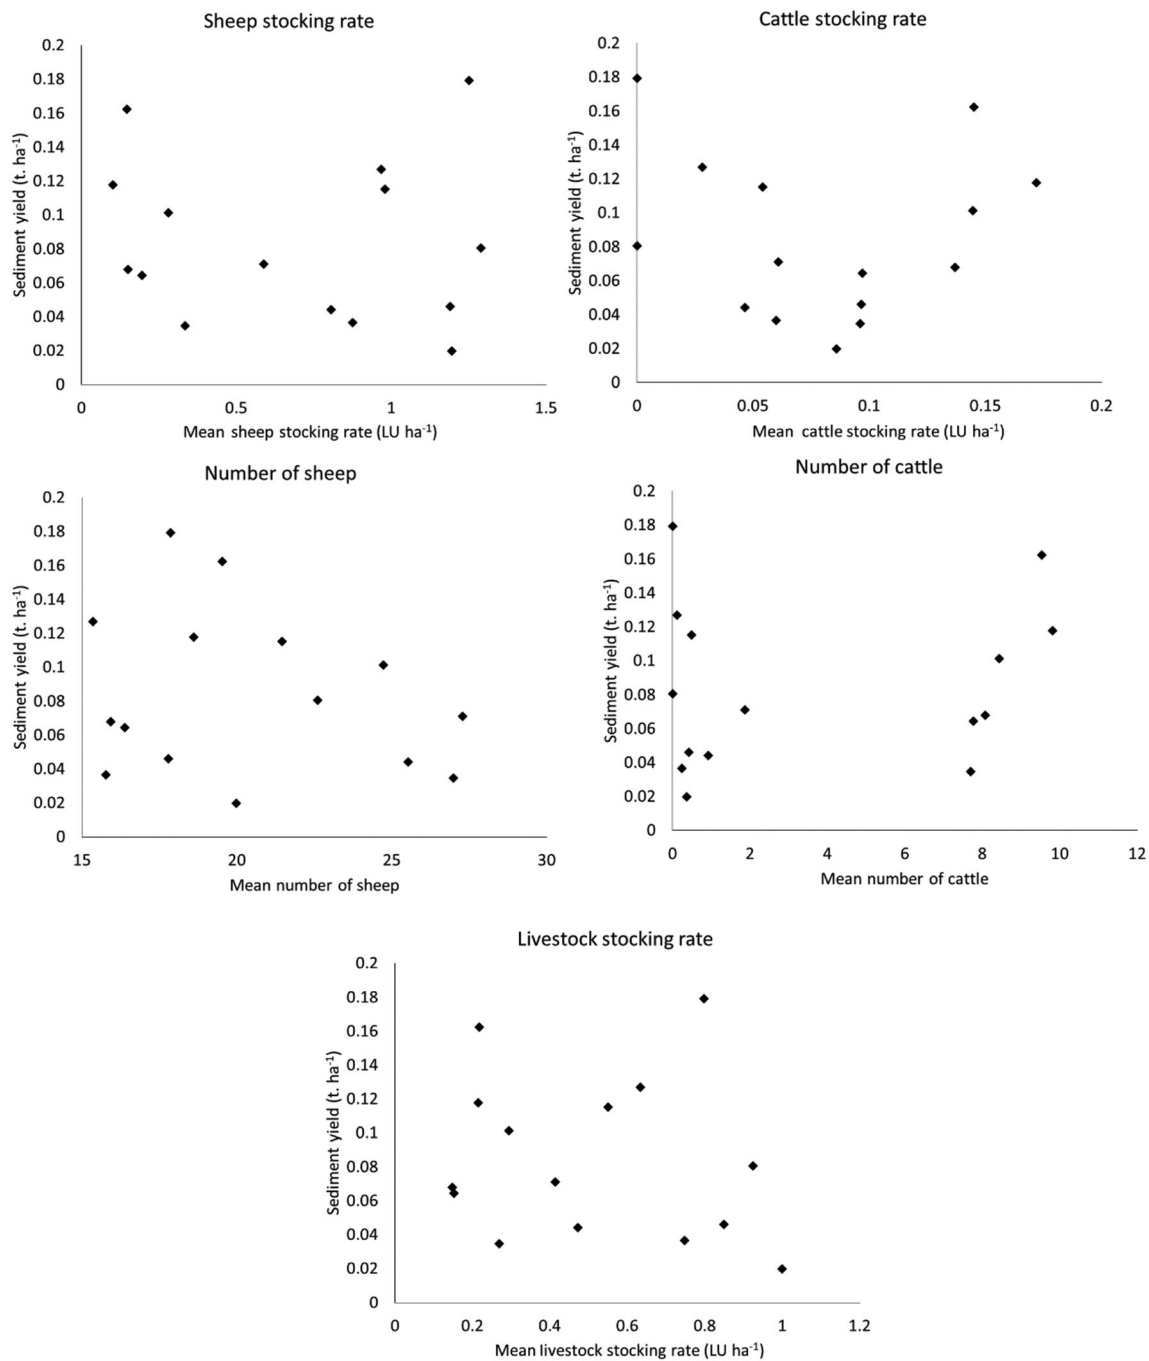 Sheep stocking rate
Sediment yield (t. ha⁻¹)
0.2
0.18
0.16
0.14
0.12
0.1
0.08
0.06
0.04
0.02
0
0 0.5 1 1.5
Mean sheep stocking rate (LU ha⁻¹)
Cattle stocking rate
Sediment yield (t. ha⁻¹)
0.2
0.18
0.16
0.14
0.12
0.1
0.08
0.06
0.04
0.02
0
0 0.05 0.1 0.15 0.2
Mean cattle stocking rate (LU ha⁻¹)
Number of sheep
Sediment yield (t. ha⁻¹)
0.2
0.18
0.16
0.14
0.12
0.1
0.08
0.06
0.04
0.02
0
15 20 25 30
Mean number of sheep
Number of cattle
Sediment yield (t. ha⁻¹)
0.2
0.18
0.16
0.14
0.12
0.1
0.08
0.06
0.04
0.02
0
0 2 4 6 8 10 12
Mean number of cattle
Livestock stocking rate
Sediment yield (t. ha⁻¹)
0.2
0.18
0.16
0.14
0.12
0.1
0.08
0.06
0.04
0.02
0
0 0.2 0.4 0.6 0.8 1 1.2
Mean livestock stocking rate (LU ha⁻¹)